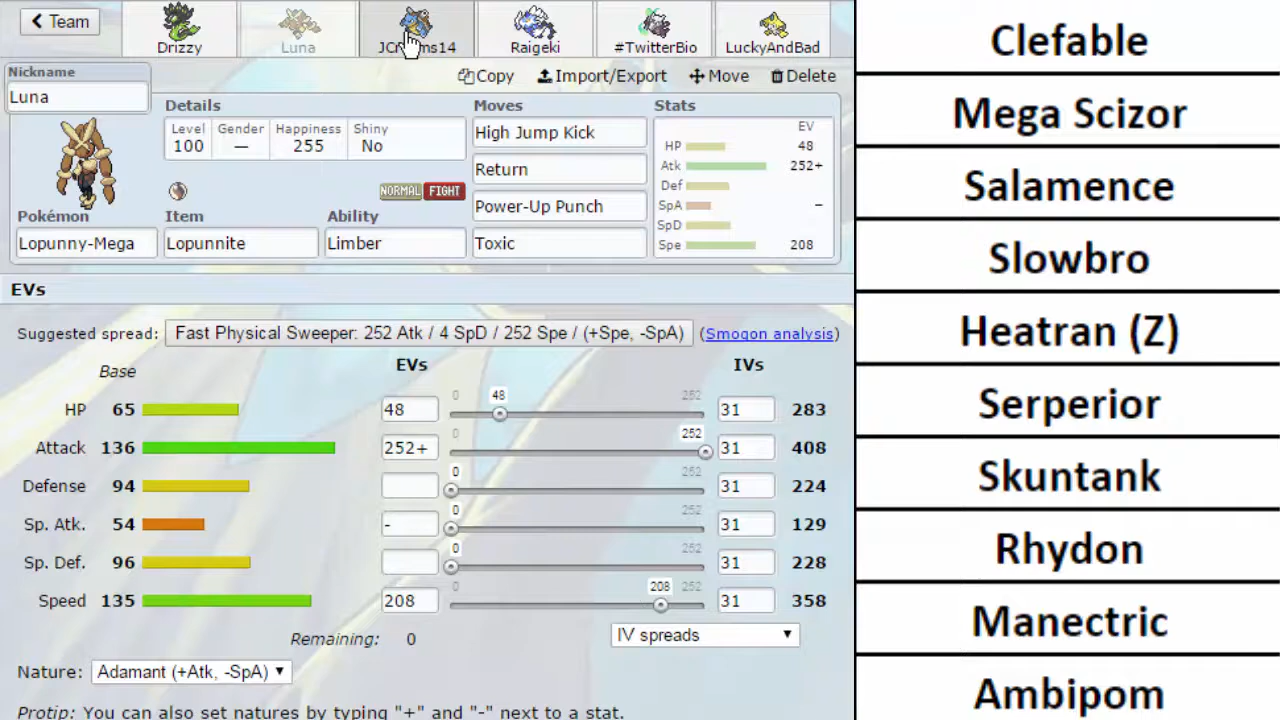 Team
Drizzy
Luna
Raigeki
#TwitterBio
LuckyAndBad
Nickname
Luna
Copy
Import/Export
Move
Delete
Details
Level
188
Gender
—
Happiness
255
Shiny
No
NORMAL
FIGHT
Pokémon
Lopunny-Mega
Item
Lopunnite
Ability
Limber
Moves
High Jump Kick
Return
Power-Up Punch
Toxic
Stats
EV
HP 48
Atk 252+
Def
SpA –
SpD
Spe 208
EVs
Suggested spread: Fast Physical Sweeper: 252 Atk / 4 SpD / 252 Spe / (+Spe, -SpA) (Smogon analysis)
Base EVs IVs
0 48 252
HP 65 48 31 283
0 252
Attack 136 252+ 31 408
0
Defense 94 31 224
0 252
Sp. Atk. 54 - 31 129
0 252
Sp. Def. 96 31 228
0 208 252
Speed 135 208 31 358
Remaining: 0
IV spreads
Nature: Adamant (+Atk, -SpA)
Protip: You can also set natures by typing "+" and "-" next to a stat.
Clefable
Mega Scizor
Salamence
Slowbro
Heatran (Z)
Serperior
Skuntank
Rhydon
Manectric
Ambipom